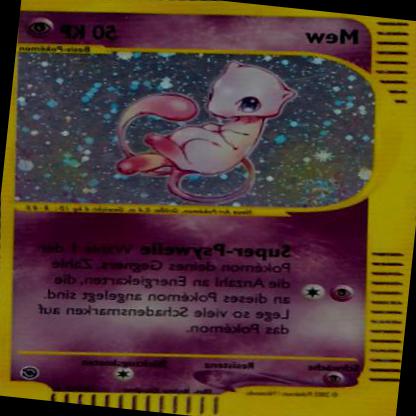 Mew
50 KP
Basis-Pokémon
Super-Psywelle Wähle 1 der
Pokémon deines Gegners. Zähle
die Anzahl an Energiekarten, die
an dieses Pokémon angelegt sind.
Lege so viele Schadensmarken auf
das Pokémon.
Schwäche
Resistenz
Rückzugskosten